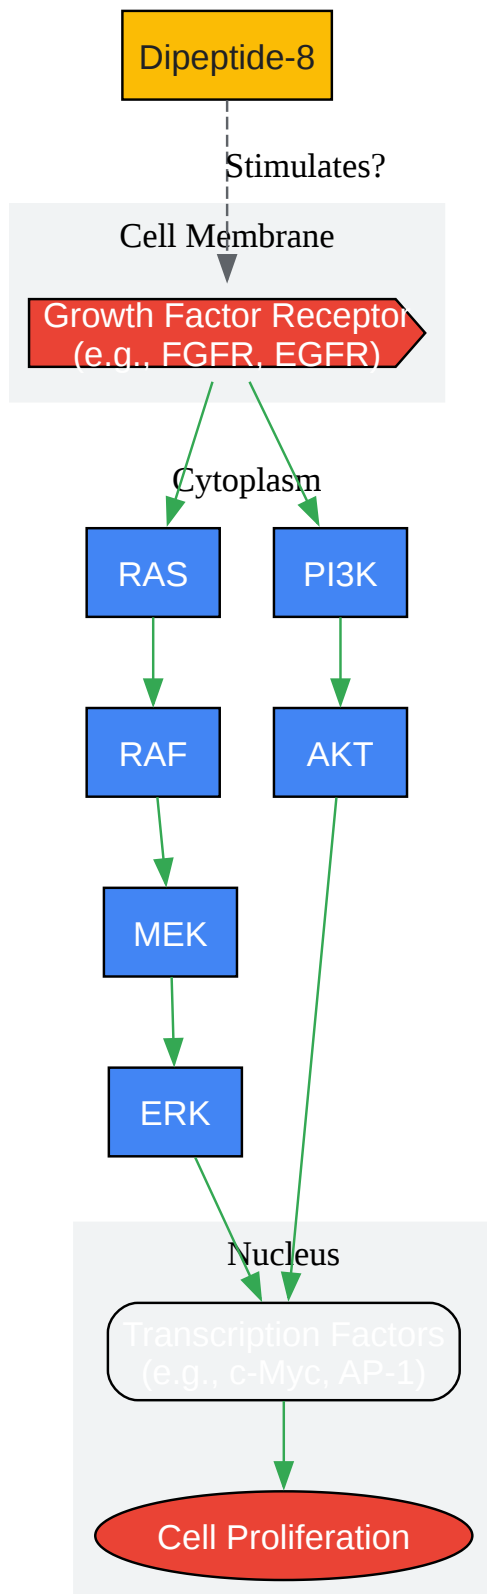 Dipeptide-8
Stimulates?
Cell Membrane
Growth Factor Receptor
(e.g., FGFR, EGFR)
Cytoplasm
RAS
PI3K
RAF
AKT
MEK
ERK
Nucleus
Transcription Factors
(e.g., c-Myc, AP-1)
Cell Proliferation